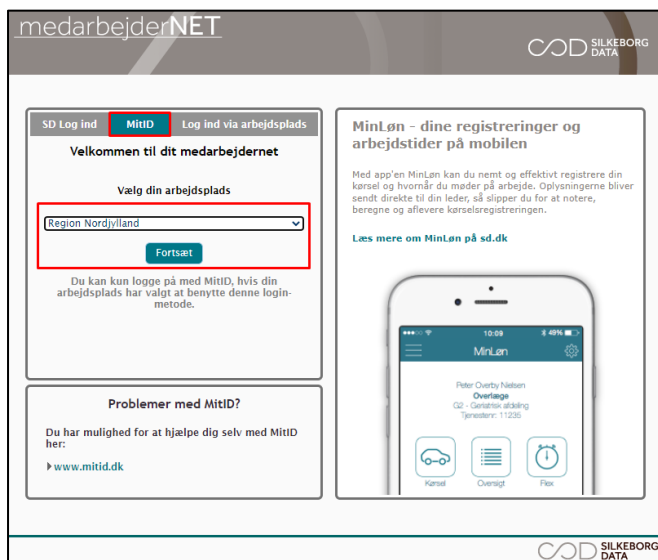 medarbejderNET
SILKEBORG
DATA
SD Log ind
MitID
Log ind via arbejdsplads
Velkommen til dit medarbejdernet
Vælg din arbejdsplads
Region Nordjylland
Fortsæt
Du kan kun logge på med MitID, hvis din
arbejdsplads har valgt at benytte denne login-
metode.
Problemer med MitID?
Du har mulighed for at hjælpe dig selv med MitID
her:
www.mitid.dk
MinLøn - dine registreringer og
arbejdstider på mobilen
Med app'en MinLøn kan du nemt og effektivt registrere din
kørsel og hvornår du møder på arbejde. Oplysningerne bliver
sendt direkte til din leder, så slipper du for at notere,
beregne og aflevere kørselsregistreringen.
Læs mere om MinLøn på sd.dk
10:09
49%
MinLøn
Peter Overby Nielsen
Overlæge
G2 - Geriatrisk afdeling
Tjenestenr: 11235
Kørsel
Oversigt
Flex
SILKEBORG
DATA